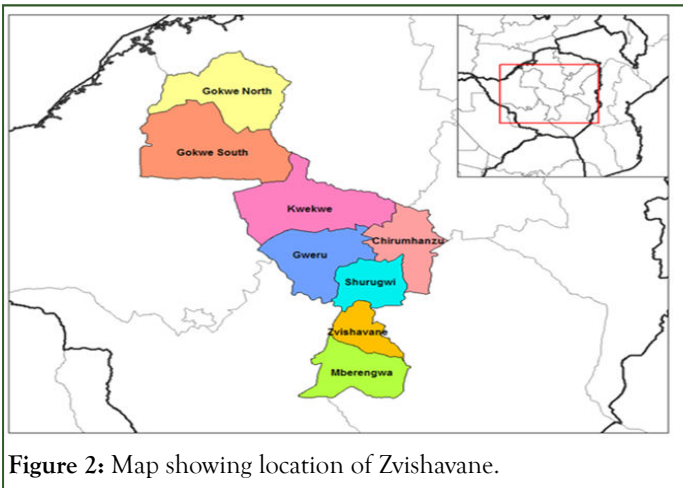 Gokwe North
Gokwe South
Kwekwe
Chirumhanzu
Gweru
Shurugwi
Zvishavane
Mberengwa
Figure 2: Map showing location of Zvishavane.